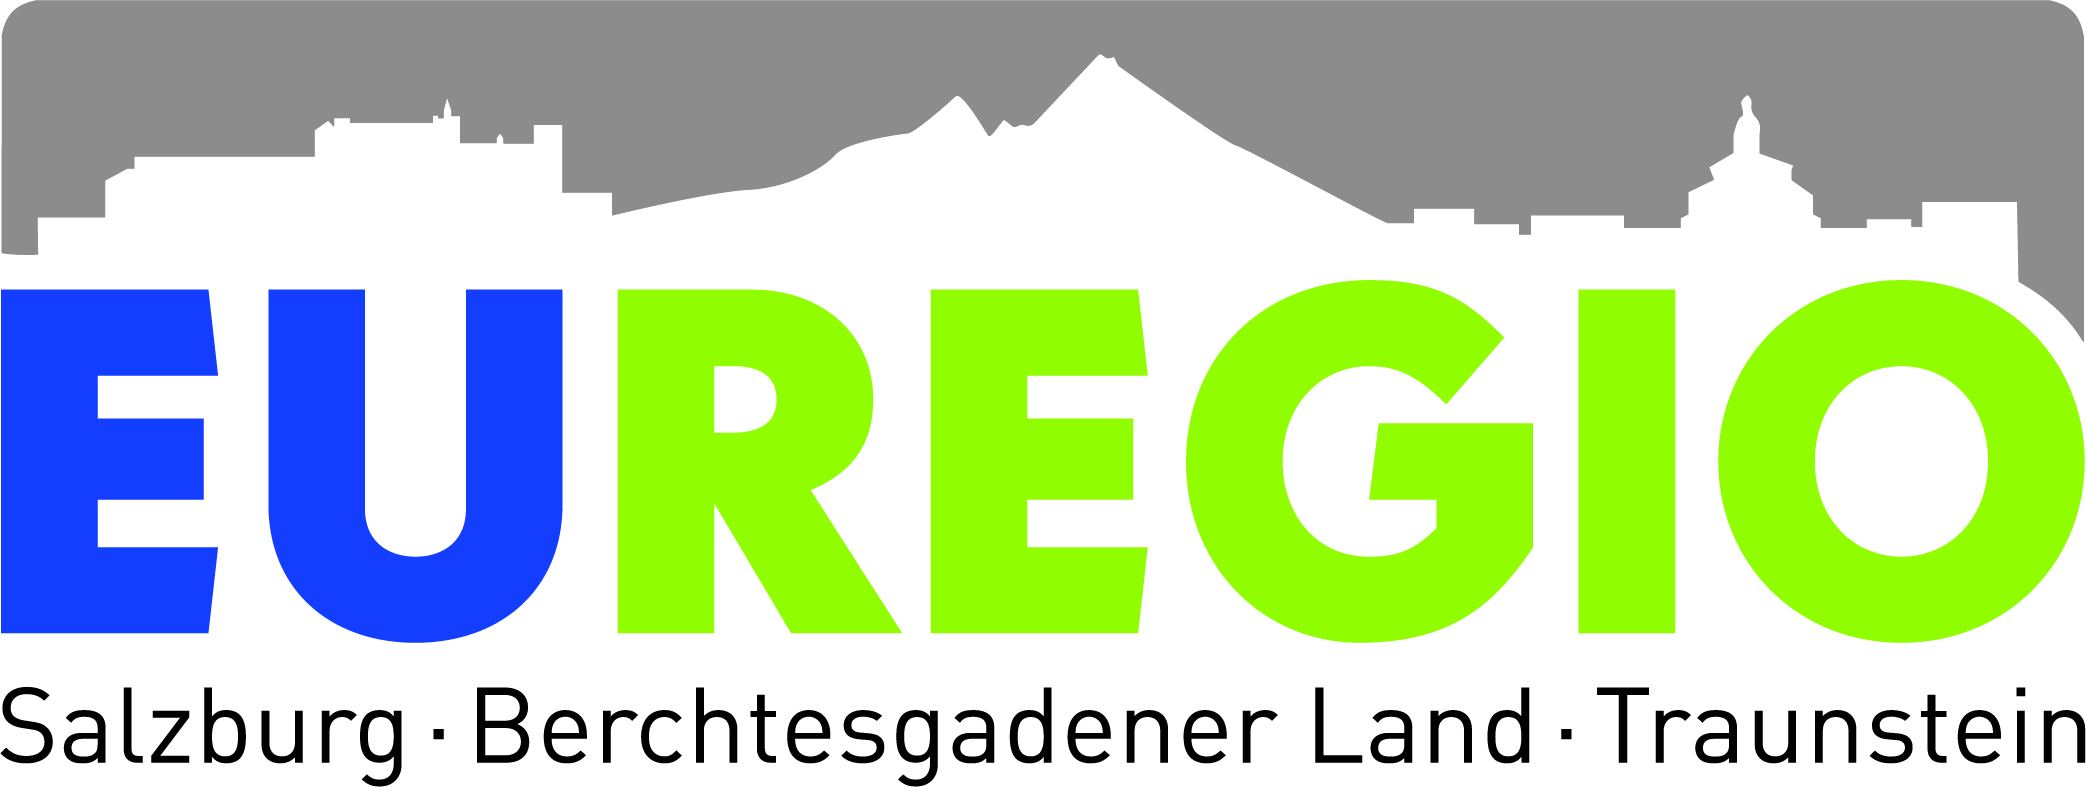 EUREGIO
Salzburg · Berchtesgadener Land · Traunstein